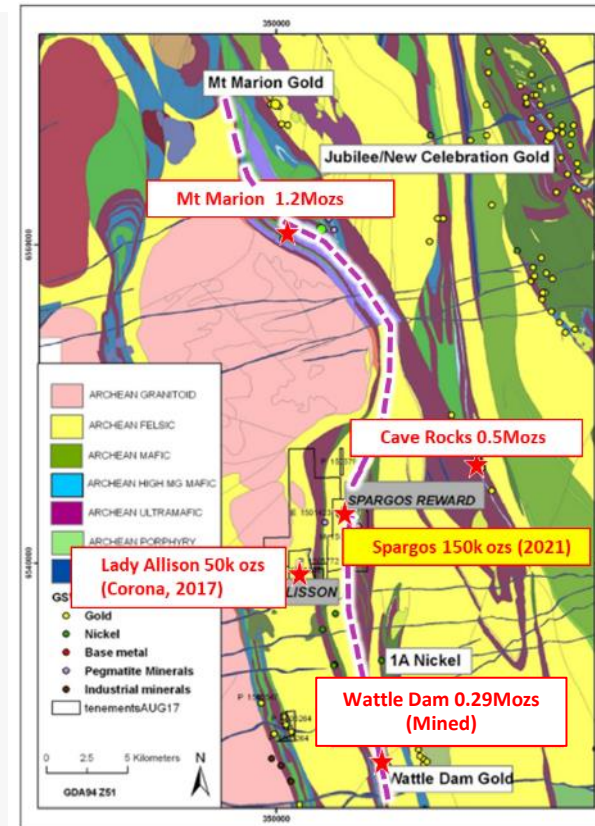 350000
Mt Marion Gold
Jubilee/New Celebration Gold
Mt Marion 1.2Mozs
6560000
ARCHEAN GRANITOID
ARCHEAN FELSIC
ARCHEAN MAFIC
ARCHEAN HIGH MG MAFIC
ARCHEAN ULTRAMAFIC
ARCHEAN PORPHYRY
Cave Rocks 0.5Mozs
SPARGOS REWARD
Spargos 150k ozs (2021)
6540000
Lady Allison 50k ozs
(Corona, 2017)
LISSON
Gold
Nickel
Base metal
Pegmatite Minerals
Industrial minerals
tenementsAUG17
1A Nickel
Wattle Dam 0.29Mozs
(Mined)
Wattle Dam Gold
0 2.5 5 Kilometers
N
GDA94 Z51
350000